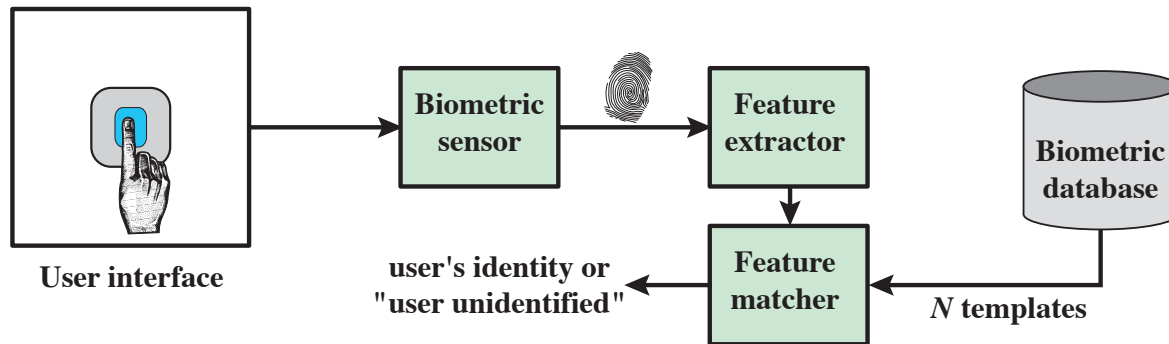 User interface
Biometric
sensor
Feature
extractor
Biometric
database
Feature
matcher
N templates
user's identity or
"user unidentified"